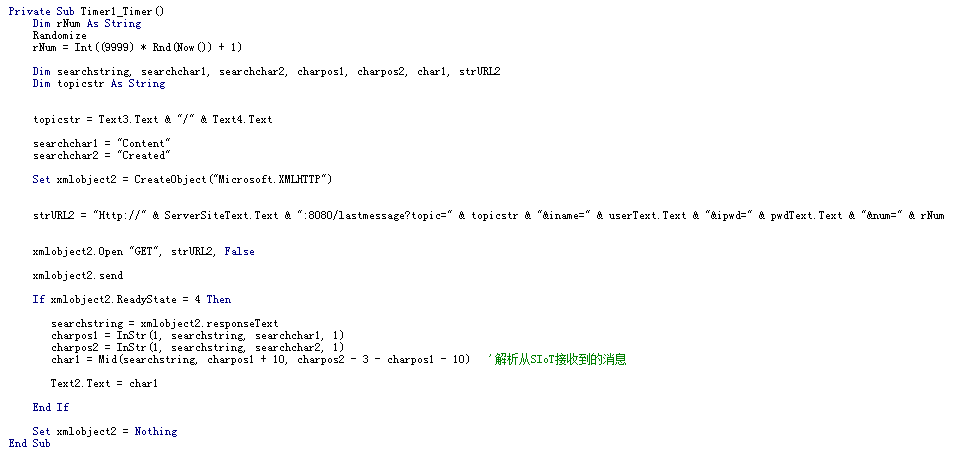 Private Sub Timer1_Timer()
    Dim rNum As String
    Randomize
    rNum = Int((9999) * Rnd(Now()) + 1)
    Dim searchstring, searchchar1, searchchar2, charpos1, charpos2, char1, strURL2
    Dim topicstr As String
    topicstr = Text3.Text & "/" & Text4.Text
    searchchar1 = "Content"
    searchchar2 = "Created"
    Set xmlobject2 = CreateObject("Microsoft.XMLHTTP")
    strURL2 = "Http://" & ServerSiteText.Text & ":8080/lastmessage?topic=" & topicstr & "&iname=" & userText.Text & "&ipwd=" & pwdText.Text & "&num=" & rNum
    xmlobject2.Open "GET", strURL2, False
    xmlobject2.send
    If xmlobject2.ReadyState = 4 Then
       searchstring = xmlobject2.responseText
       charpos1 = InStr(1, searchstring, searchchar1, 1)
       charpos2 = InStr(1, searchstring, searchchar2, 1)
       char1 = Mid(searchstring, charpos1 + 10, charpos2 - 3 - charpos1 - 10)   '解析从SIoT接收到的消息
       Text2.Text = char1
    End If
    Set xmlobject2 = Nothing
End Sub